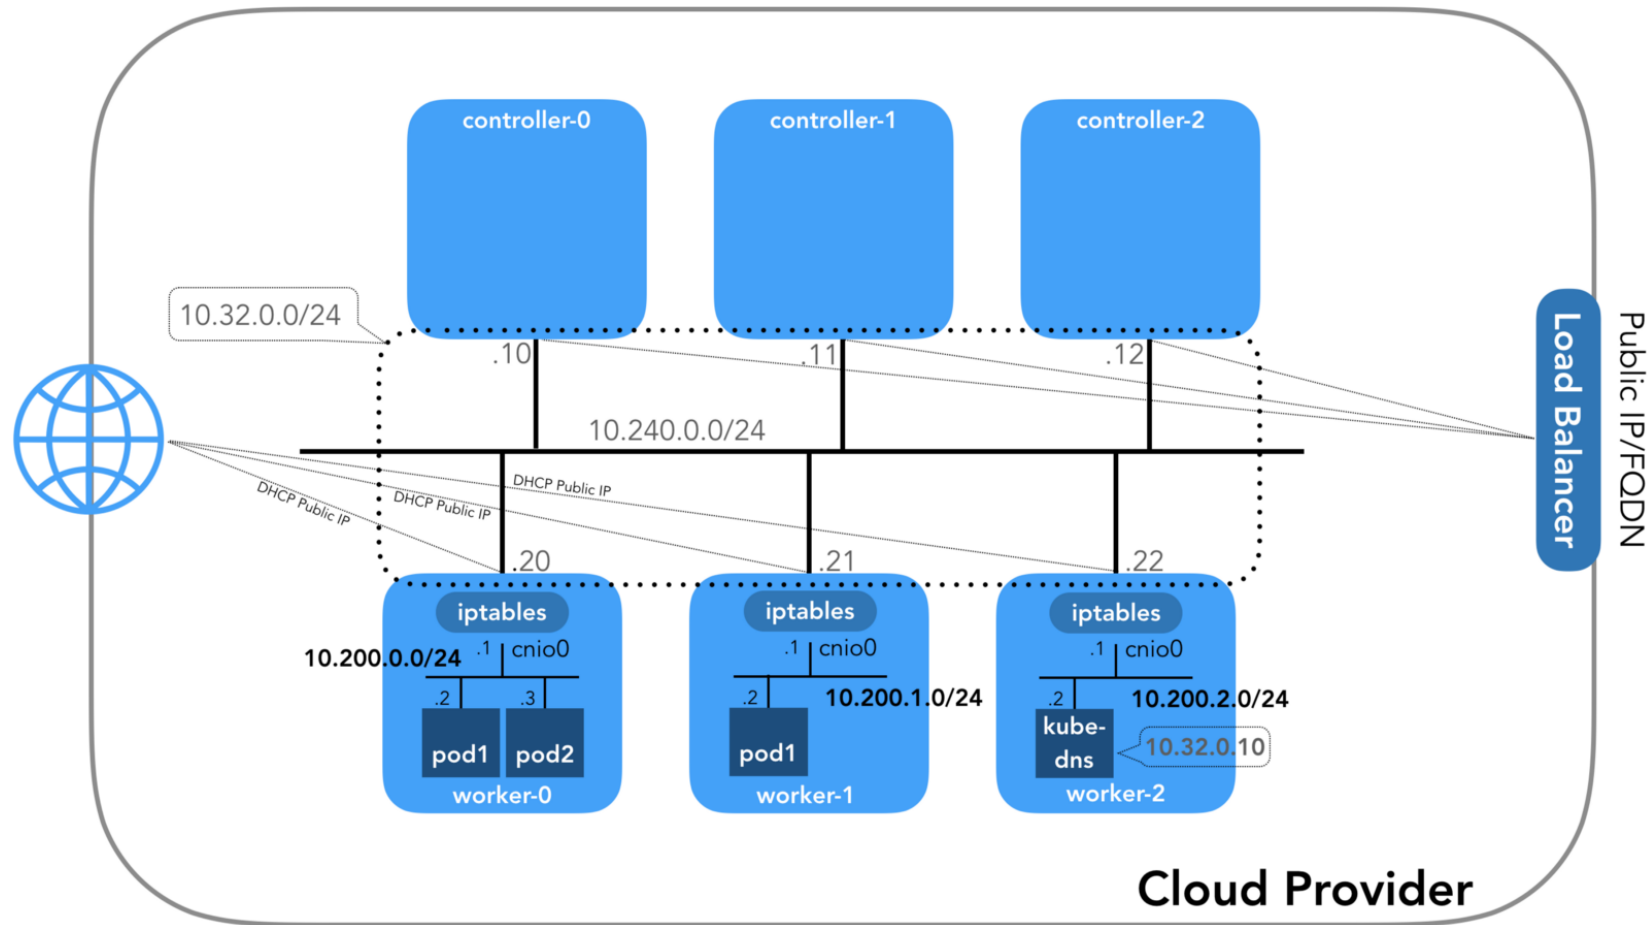 controller-0
controller-1
controller-2
10.32.0.0/24
.10
.11
.12
10.240.0.0/24
Load Balancer
Public IP/FQDN
DHCP Public IP
DHCP Public IP
DHCP Public IP
.20
.21
.22
iptables
iptables
iptables
.1 cnio0
.1 cnio0
.1 cnio0
10.200.0.0/24
.2
.3
.2
10.200.1.0/24
.2
10.200.2.0/24
pod1
pod2
pod1
kube-
dns
10.32.0.10
worker-0
worker-1
worker-2
Cloud Provider